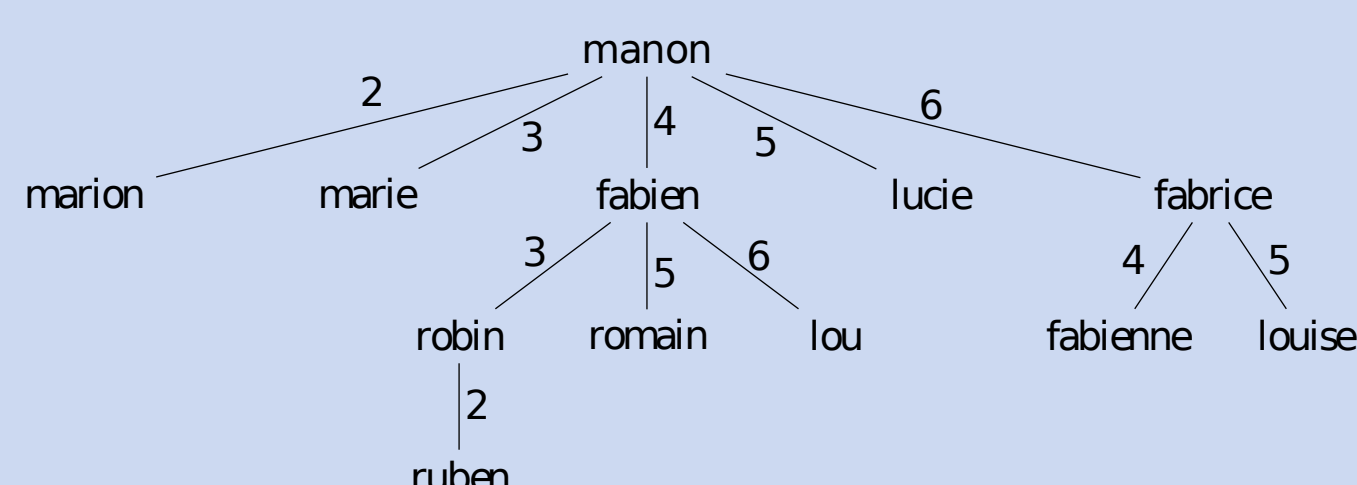 manon
2
3
4
5
6
marion
marie
fabien
lucie
fabrice
3
5
6
4
5
robin
romain
lou
fabienne
louise
2
ruben